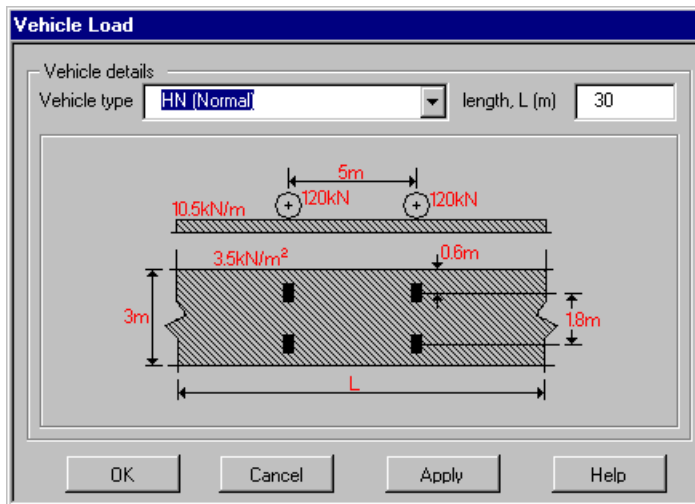 Vehicle Load
Vehicle details
Vehicle type HN (Normal) length, L (m) 30
5m
120kN 120kN
10.5kN/m
3.5kN/m² 0.6m
3m 1.8m
L
OK Cancel Apply Help